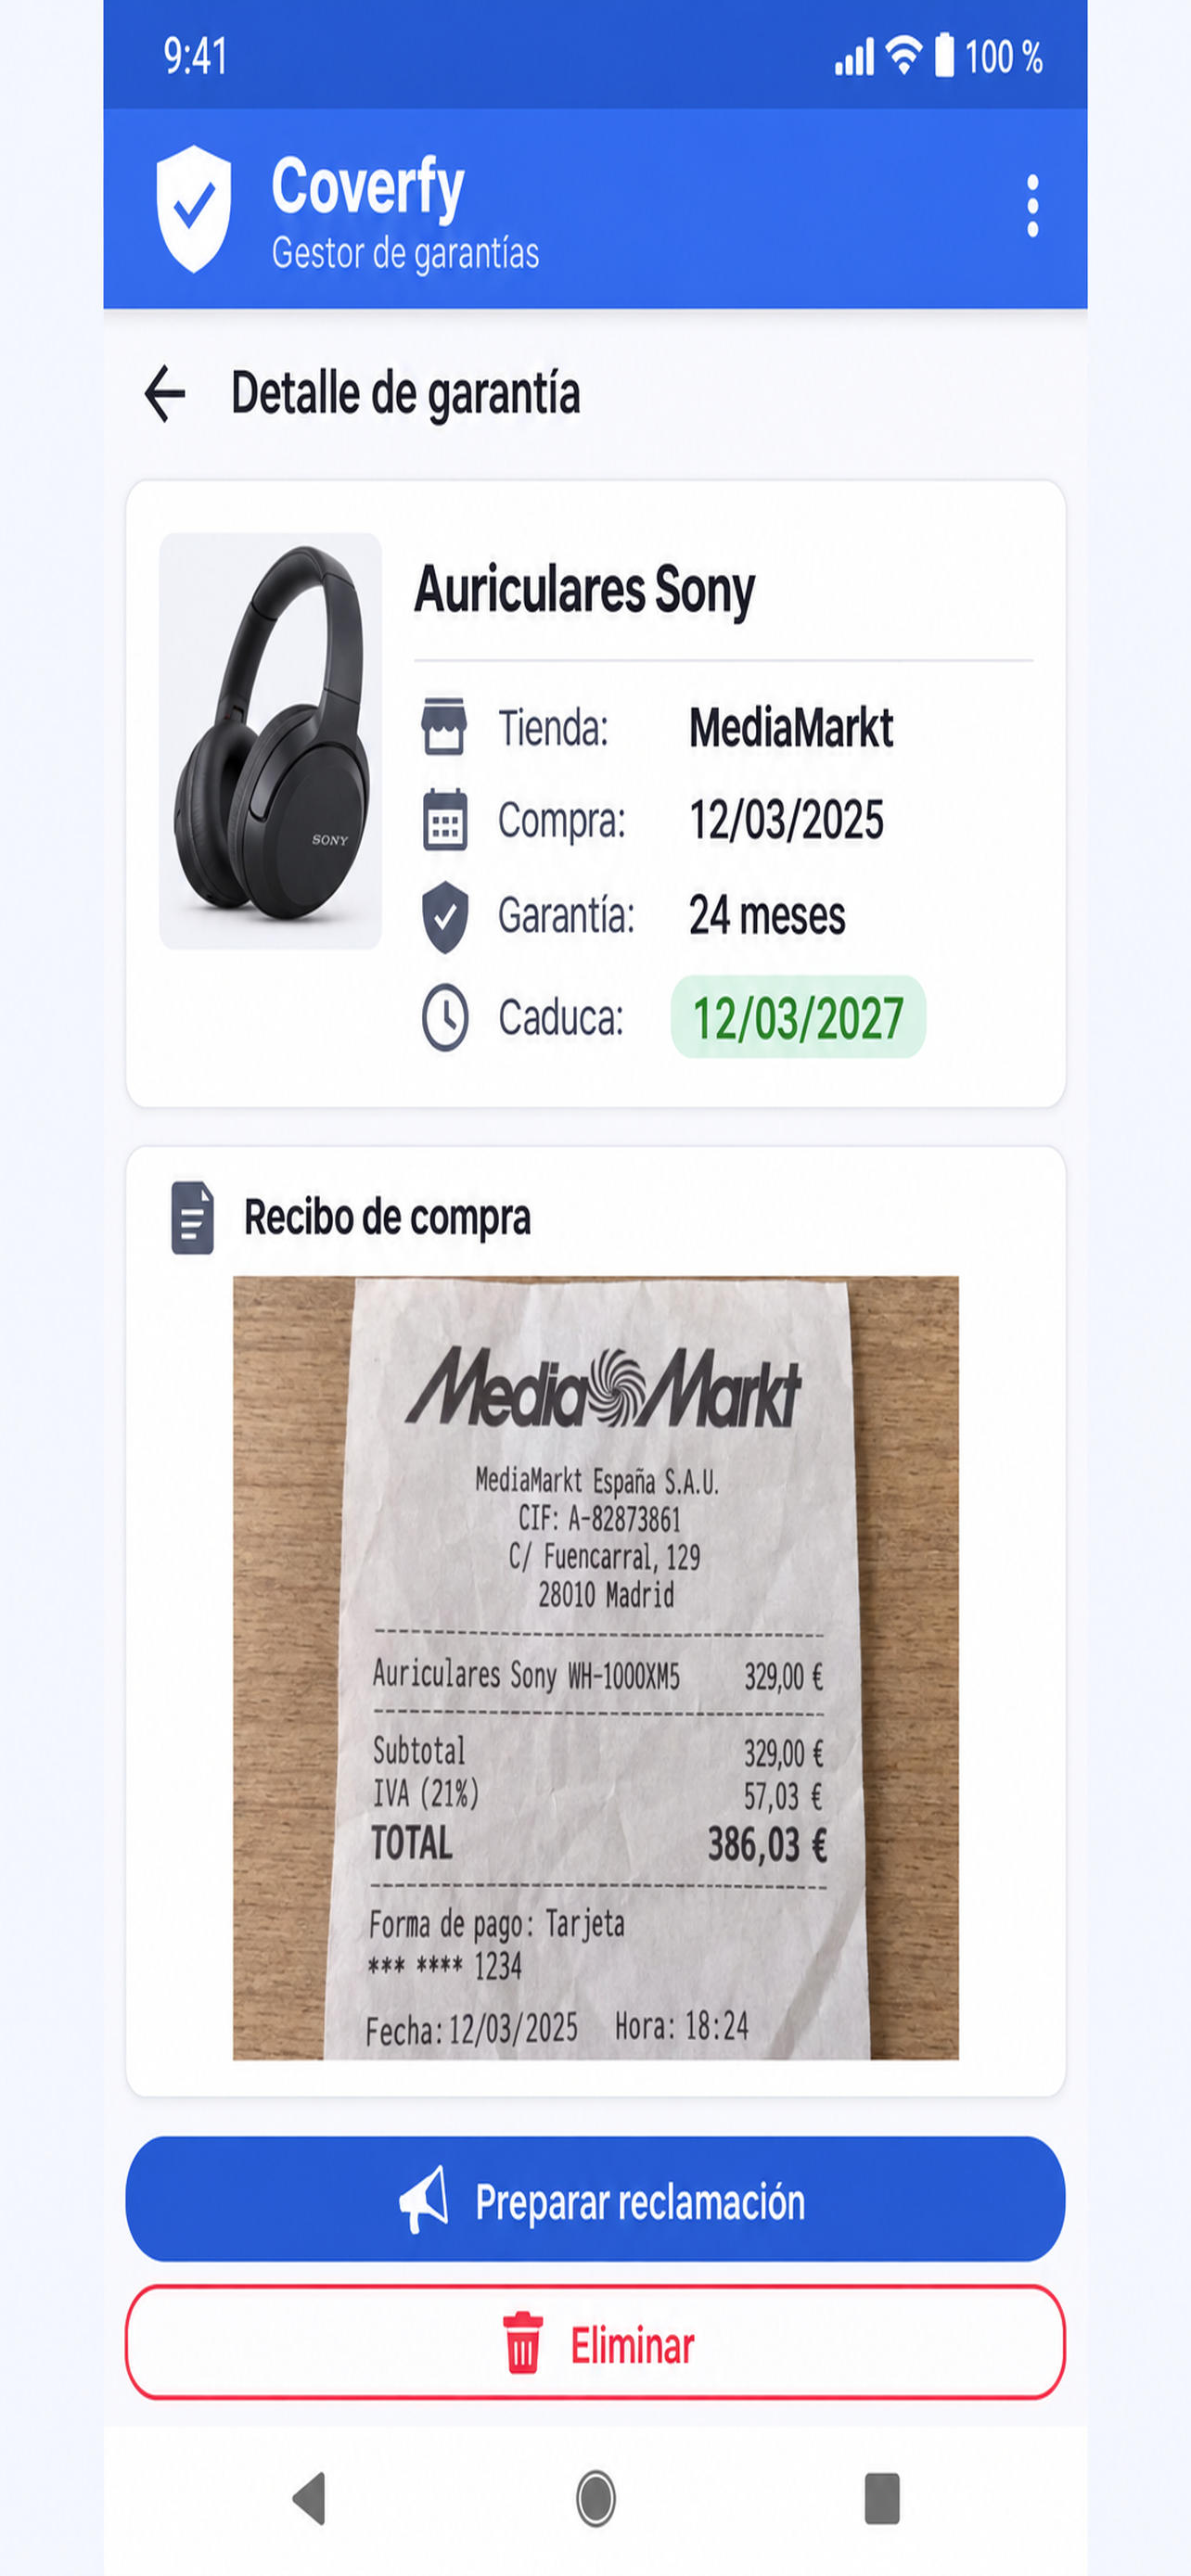 9:41
100 %
Coverfy
Gestor de garantías
Detalle de garantía
Auriculares Sony
SONY
Tienda: MediaMarkt
Compra: 12/03/2025
Garantía: 24 meses
Caduca: 12/03/2027
Recibo de compra
Media Markt
MediaMarkt España S.A.U.
CIF: A-82873861
C/ Fuencarral, 129
28010 Madrid
Auriculares Sony WH-1000XM5 329,00 €
Subtotal 329,00 €
IVA (21%) 57,03 €
TOTAL 386,03 €
Forma de pago: Tarjeta
*** **** 1234
Fecha: 12/03/2025 Hora: 18:24
Preparar reclamación
Eliminar